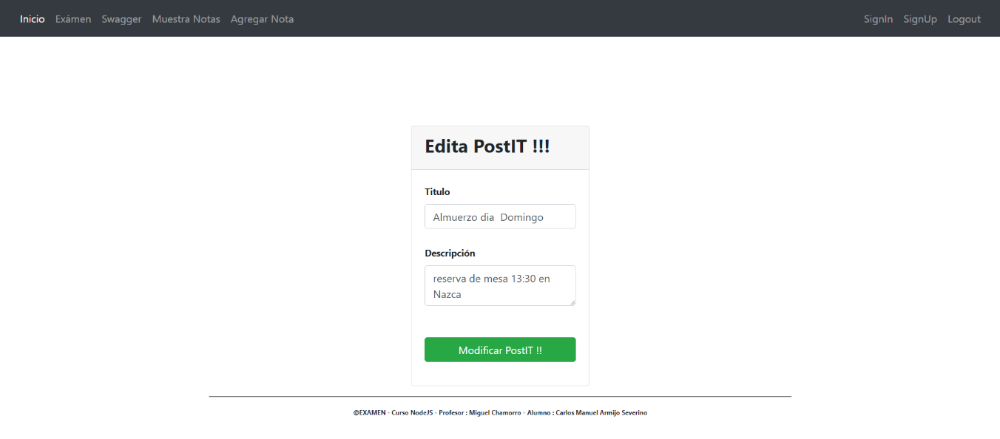 Inicio Exámen Swagger Muestra Notas Agregar Nota SignIn SignUp Logout
Edita PostIT !!!
Titulo
Almuerzo dia  Domingo
Descripción
reserva de mesa 13:30 en
Nazca
Modificar PostIT !!
@EXAMEN - Curso NodeJS - Profesor : Miguel Chamorro - Alumno : Carlos Manuel Armijo Severino